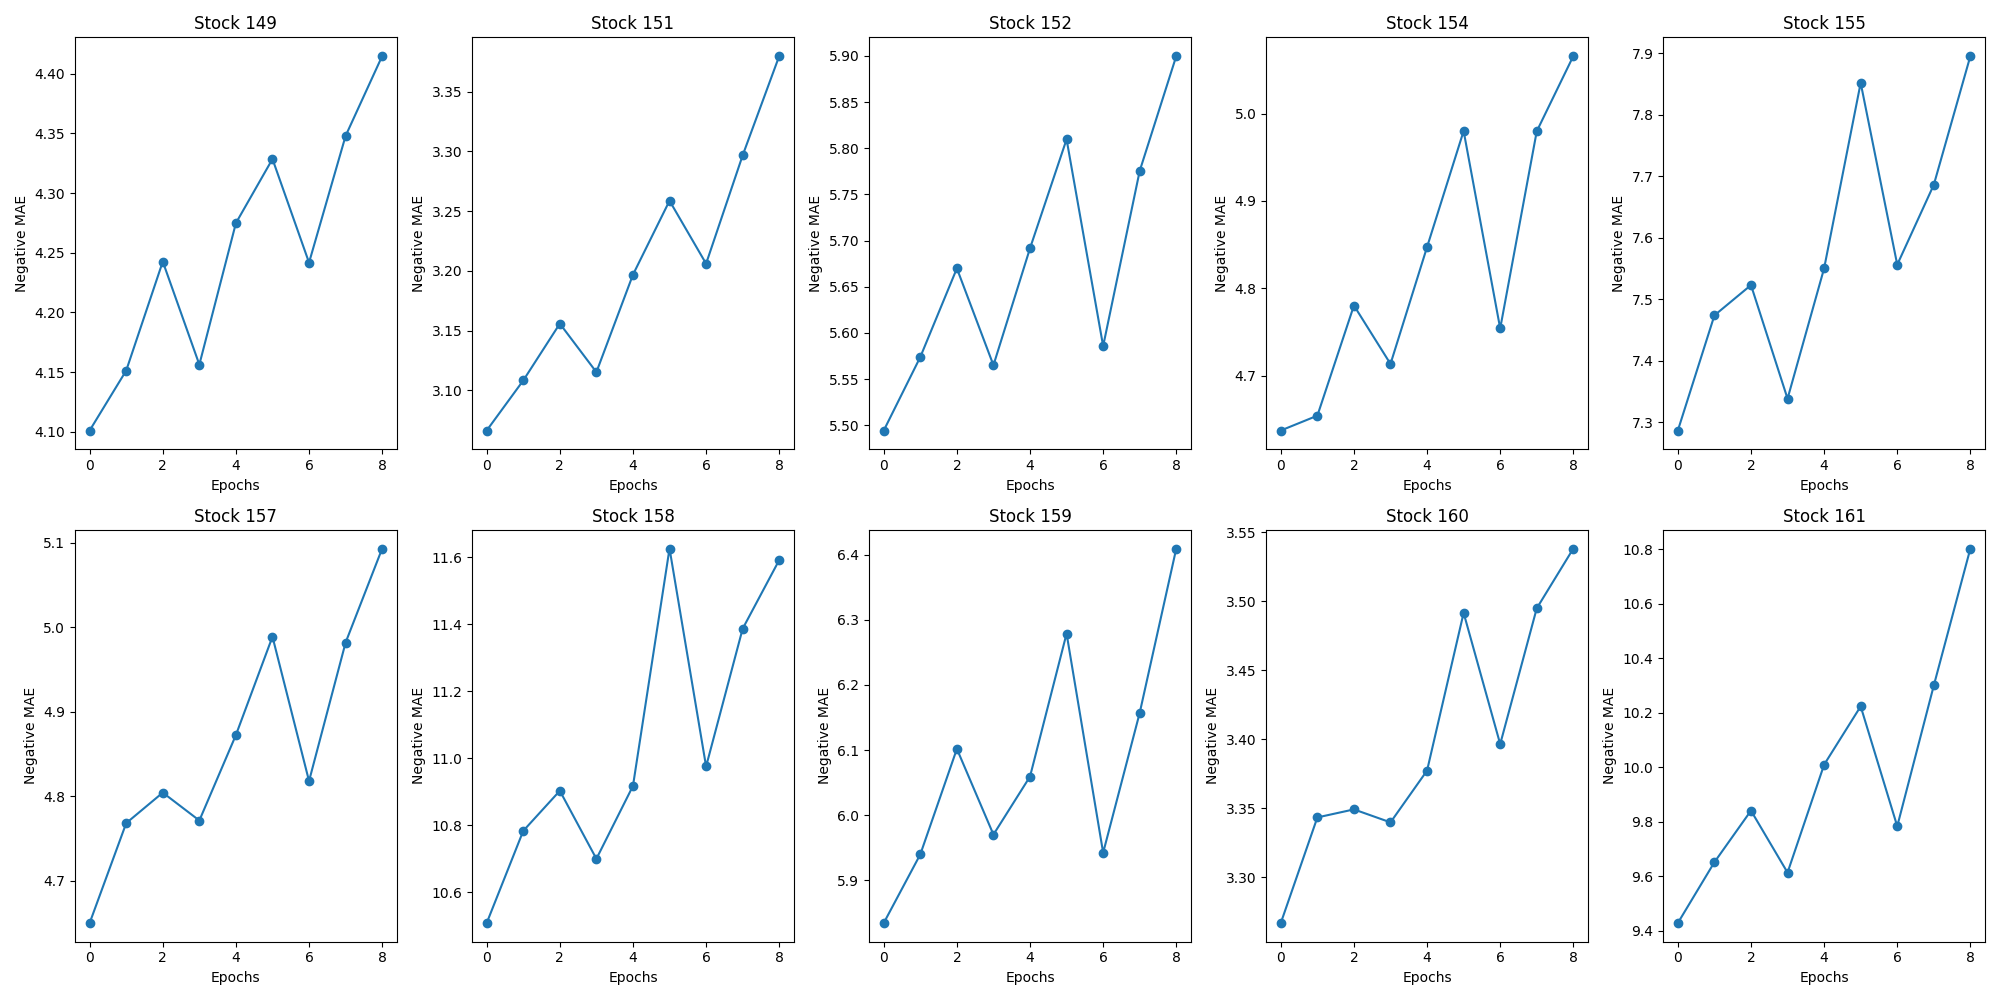 Stock 149
Negative MAE
4.40
4.35
4.30
4.25
4.20
4.15
4.10
0 2 4 6 8
Epochs
Stock 151
Negative MAE
3.35
3.30
3.25
3.20
3.15
3.10
0 2 4 6 8
Epochs
Stock 152
Negative MAE
5.90
5.85
5.80
5.75
5.70
5.65
5.60
5.55
5.50
0 2 4 6 8
Epochs
Stock 154
Negative MAE
5.0
4.9
4.8
4.7
0 2 4 6 8
Epochs
Stock 155
Negative MAE
7.9
7.8
7.7
7.6
7.5
7.4
7.3
0 2 4 6 8
Epochs
Stock 157
Negative MAE
5.1
5.0
4.9
4.8
4.7
0 2 4 6 8
Epochs
Stock 158
Negative MAE
11.6
11.4
11.2
11.0
10.8
10.6
0 2 4 6 8
Epochs
Stock 159
Negative MAE
6.4
6.3
6.2
6.1
6.0
5.9
0 2 4 6 8
Epochs
Stock 160
Negative MAE
3.55
3.50
3.45
3.40
3.35
3.30
0 2 4 6 8
Epochs
Stock 161
Negative MAE
10.8
10.6
10.4
10.2
10.0
9.8
9.6
9.4
0 2 4 6 8
Epochs